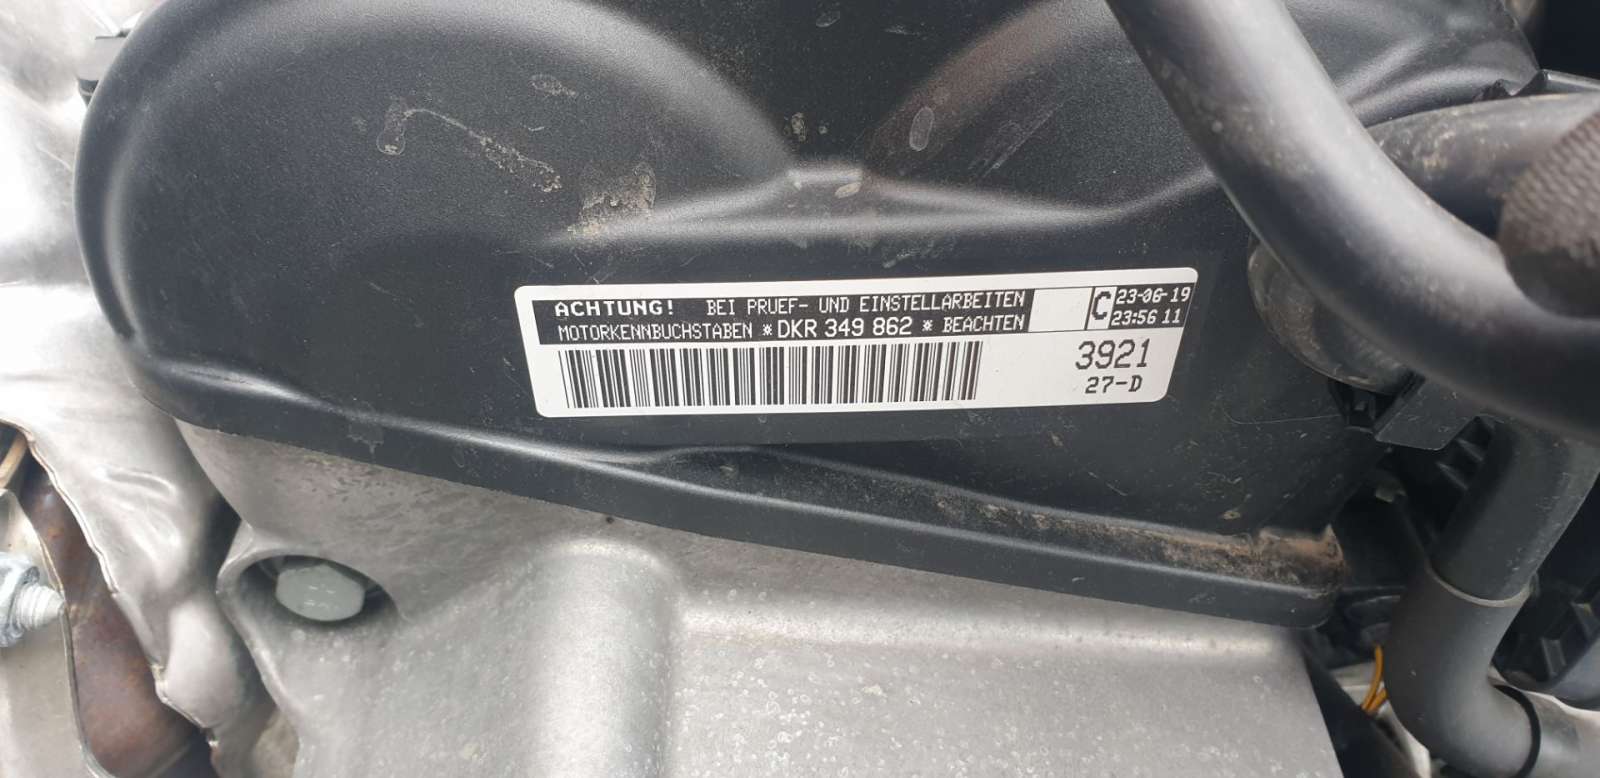 ACHTUNG! BEI PRUEF- UND EINSTELLARBEITEN
MOTORKENNBUCHSTABEN *DKR 349 862* BEACHTEN
C 23-06-19
23:56 11
3921
27-D